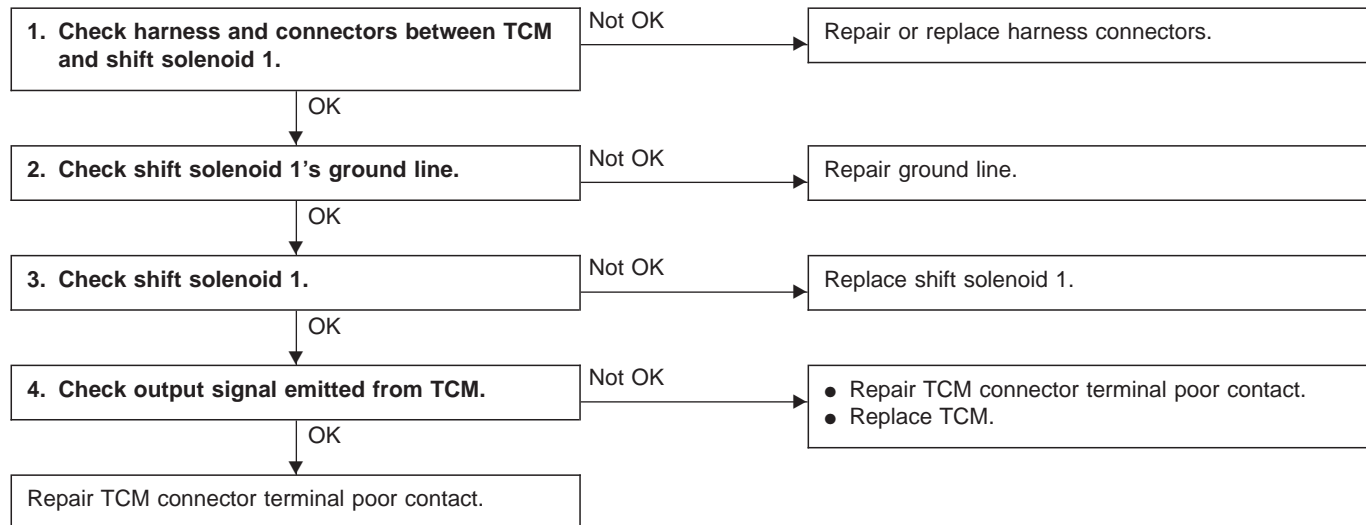 1. Check harness and connectors between TCM
and shift solenoid 1.
Not OK
Repair or replace harness connectors.
OK
2. Check shift solenoid 1's ground line.
Not OK
Repair ground line.
OK
3. Check shift solenoid 1.
Not OK
Replace shift solenoid 1.
OK
4. Check output signal emitted from TCM.
Not OK
● Repair TCM connector terminal poor contact.
● Replace TCM.
OK
Repair TCM connector terminal poor contact.